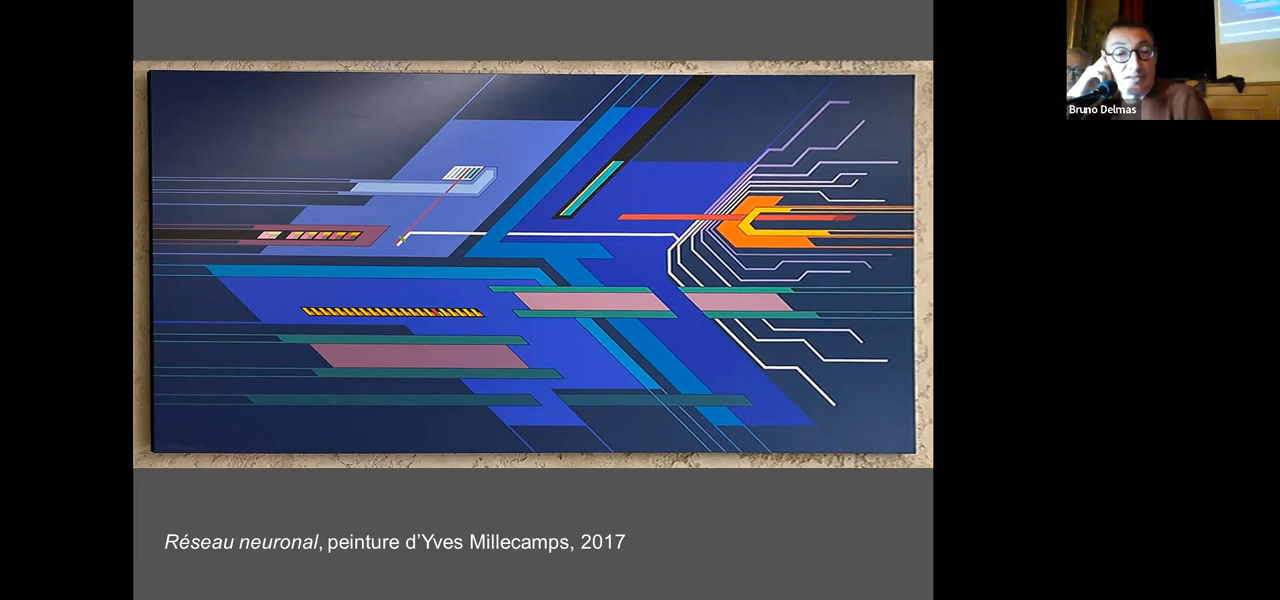 Réseau neuronal, peinture d’Yves Millecamps, 2017
Bruno Delmas